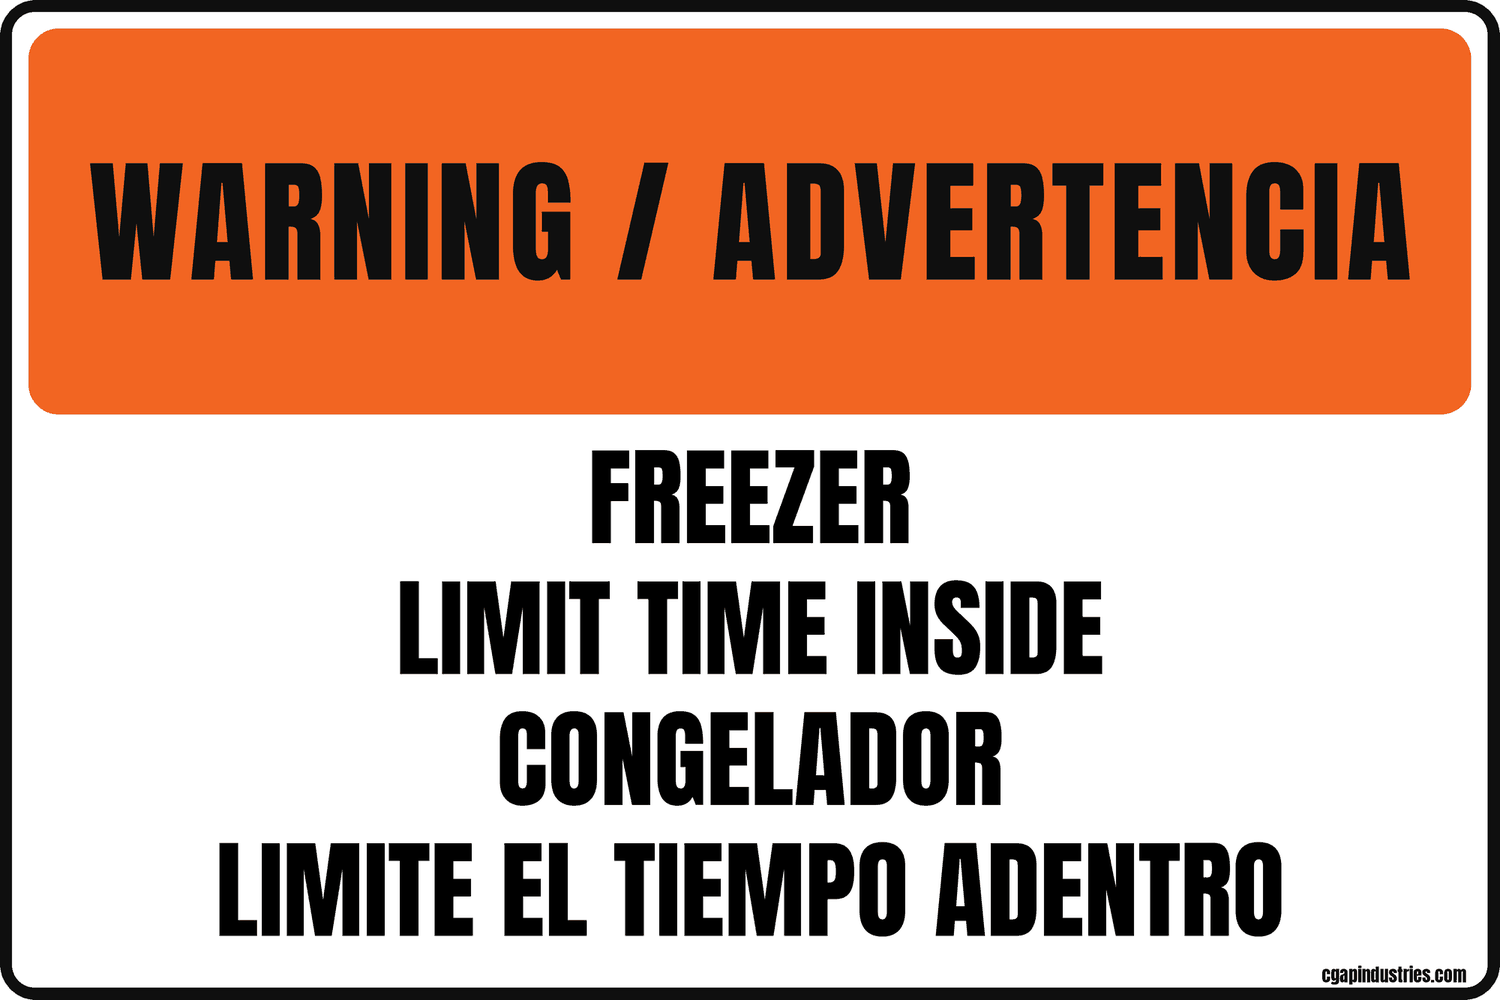 WARNING / ADVERTENCIA
FREEZER
LIMIT TIME INSIDE
CONGELADOR
LIMITE EL TIEMPO ADENTRO
cgapindustries.com